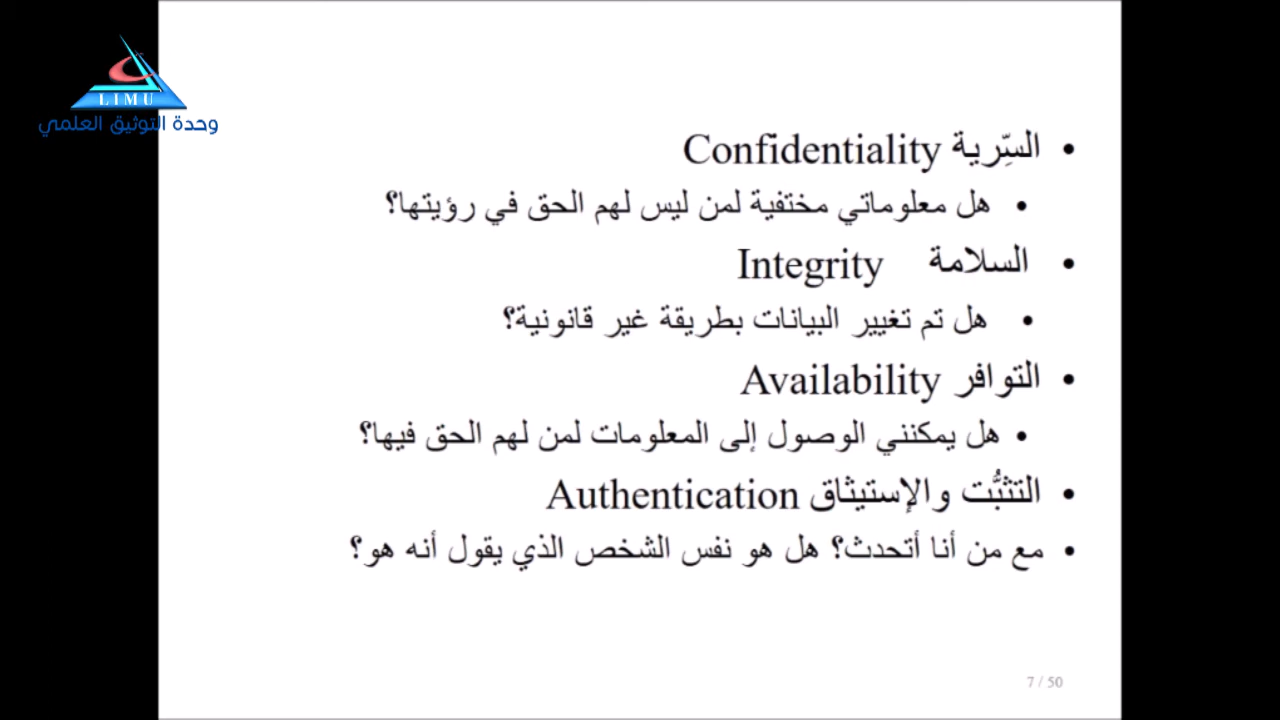 LIMU
وحدة التوثيق العلمي
• السِّرية Confidentiality
• هل معلوماتي مختفية لمن ليس لهم الحق في رؤيتها؟
• السلامة Integrity
• هل تم تغيير البيانات بطريقة غير قانونية؟
• التوافر Availability
• هل يمكنني الوصول إلى المعلومات لمن لهم الحق فيها؟
• التثبُّت والإستيثاق Authentication
• مع من أنا أتحدث؟ هل هو نفس الشخص الذي يقول أنه هو؟
7 / 50